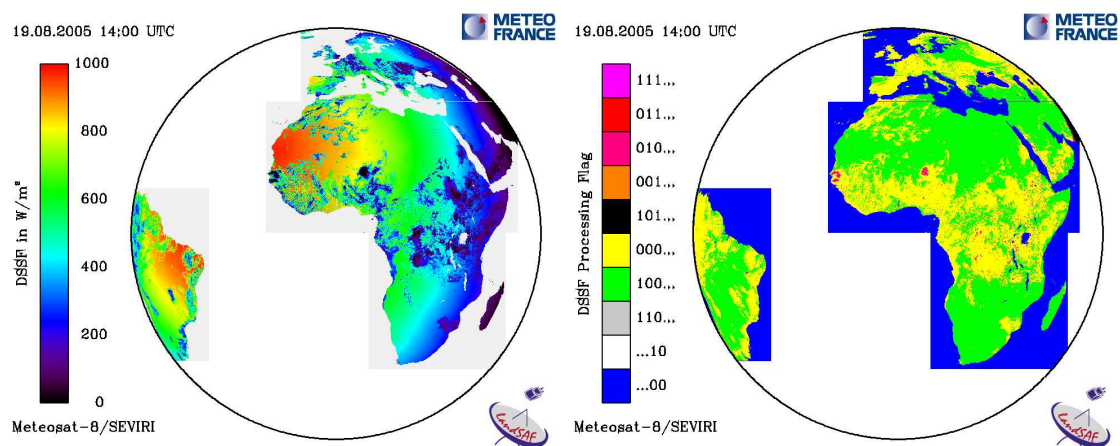 19.08.2005 14:00 UTC
METEO
FRANCE
DSSF in W/m²
1000
800
600
400
200
0
Meteosat-8/SEVIRI
LandSAF
19.08.2005 14:00 UTC
METEO
FRANCE
DSSF Processing Flag
111.,,
011.,,
010.,,
001.,,
101.,,
000.,,
100.,,
110.,,
...10
...00
Meteosat-8/SEVIRI
LandSAF